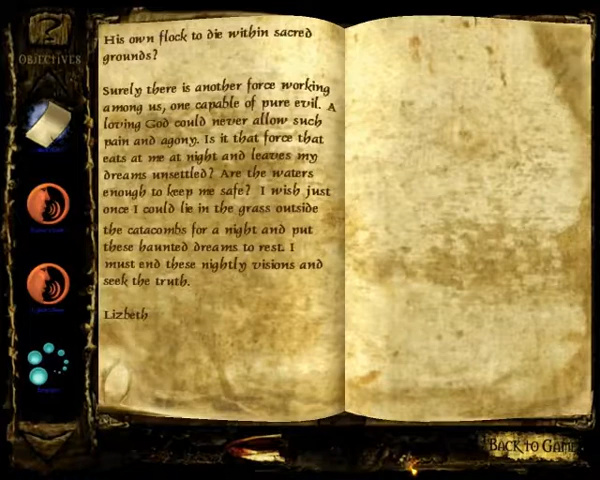 OBJECTIVES
His own flock to die within sacred
grounds?
Surely there is another force working
among us, one capable of pure evil. A
loving God could never allow such
pain and agony. Is it that force that
eats at me at night and leaves my
dreams unsettled? Are the waters
enough to keep me safe? I wish just
once I could lie in the grass outside
the catacombs for a night and put
these haunted dreams to rest. I
must end these nightly visions and
seek the truth.
Lizbeth
BACK TO GAME